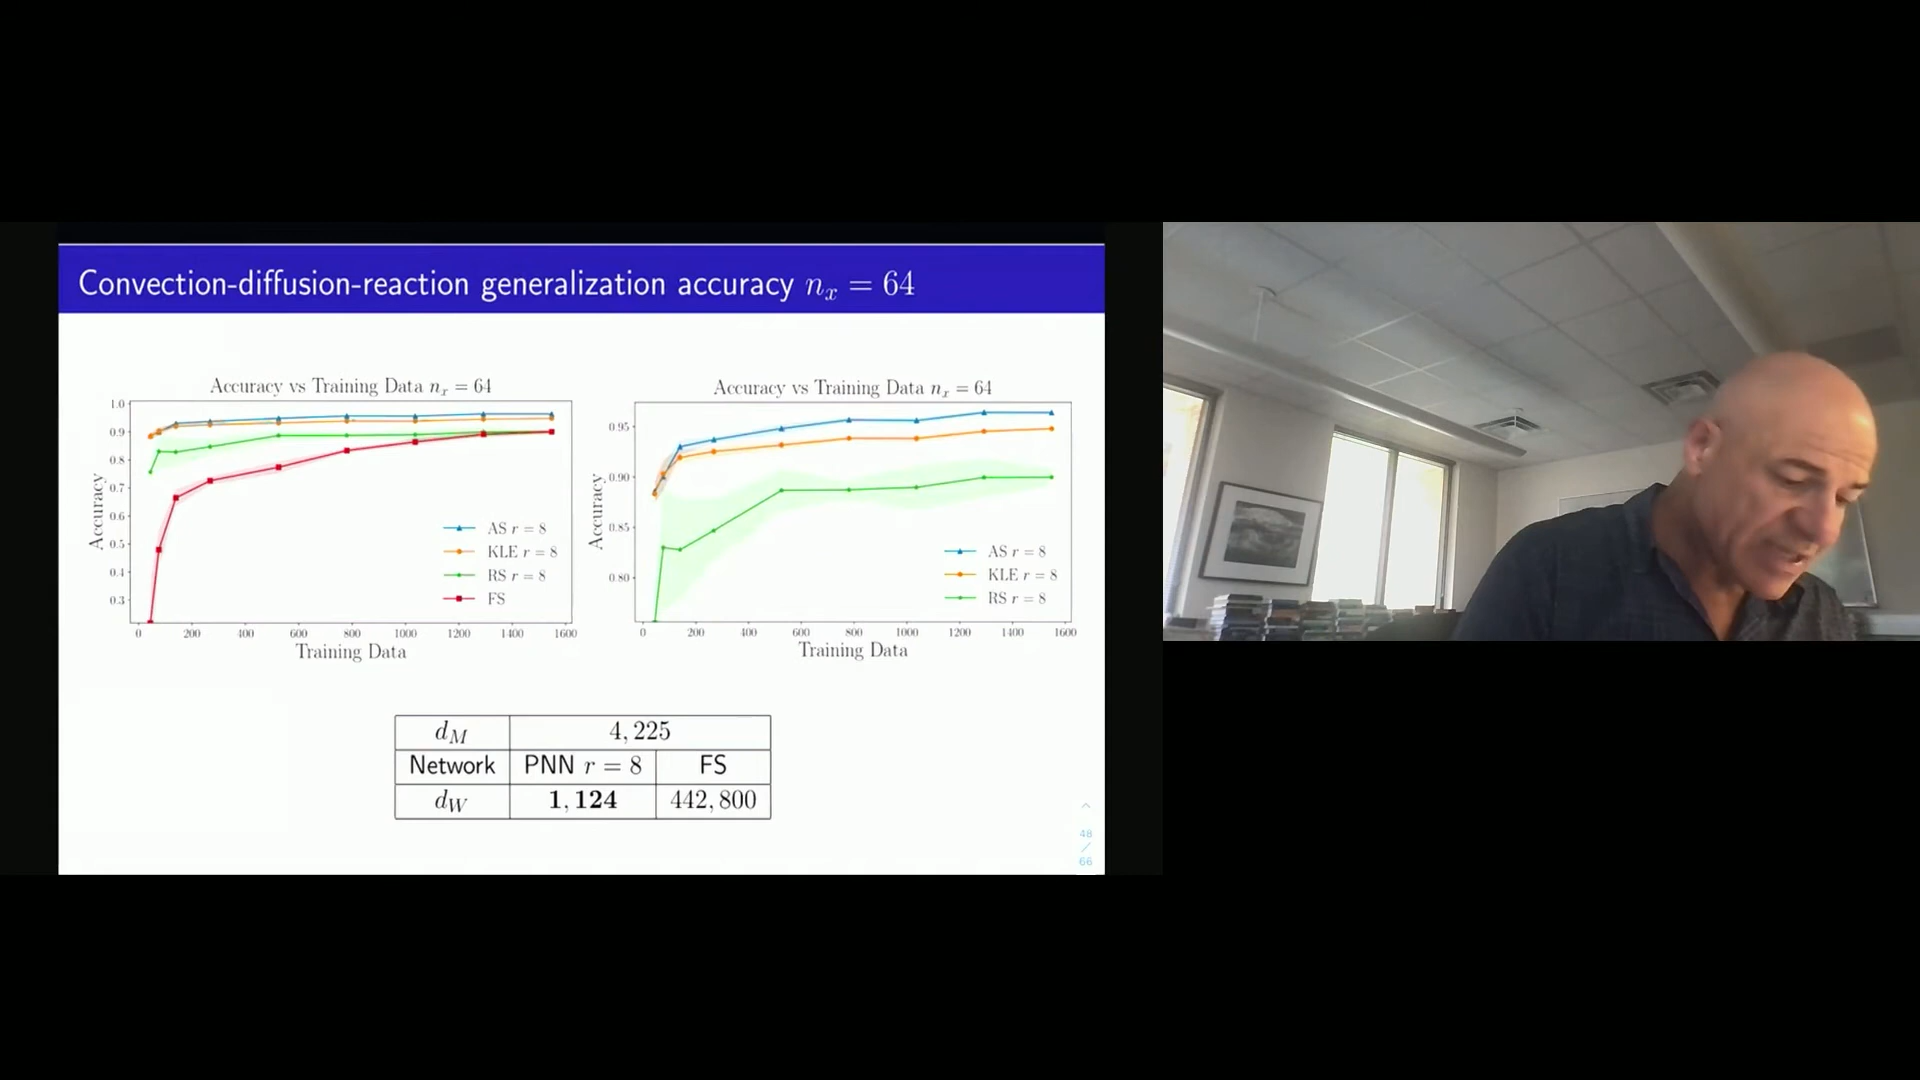 Convection-diffusion-reaction generalization accuracy nₓ = 64
Accuracy vs Training Data nₓ = 64
1.0
0.9
0.8
0.7
0.6
0.5
0.4
0.3
Accuracy
AS r = 8
KLE r = 8
RS r = 8
FS
0 200 400 600 800 1000 1200 1400 1600
Training Data
Accuracy vs Training Data nₓ = 64
0.95
0.90
0.85
0.80
Accuracy
AS r = 8
KLE r = 8
RS r = 8
0 200 400 600 800 1000 1200 1400 1600
Training Data
d_M 4,225
Network PNN r = 8 FS
d_W 1,124 442,800
48
/
66